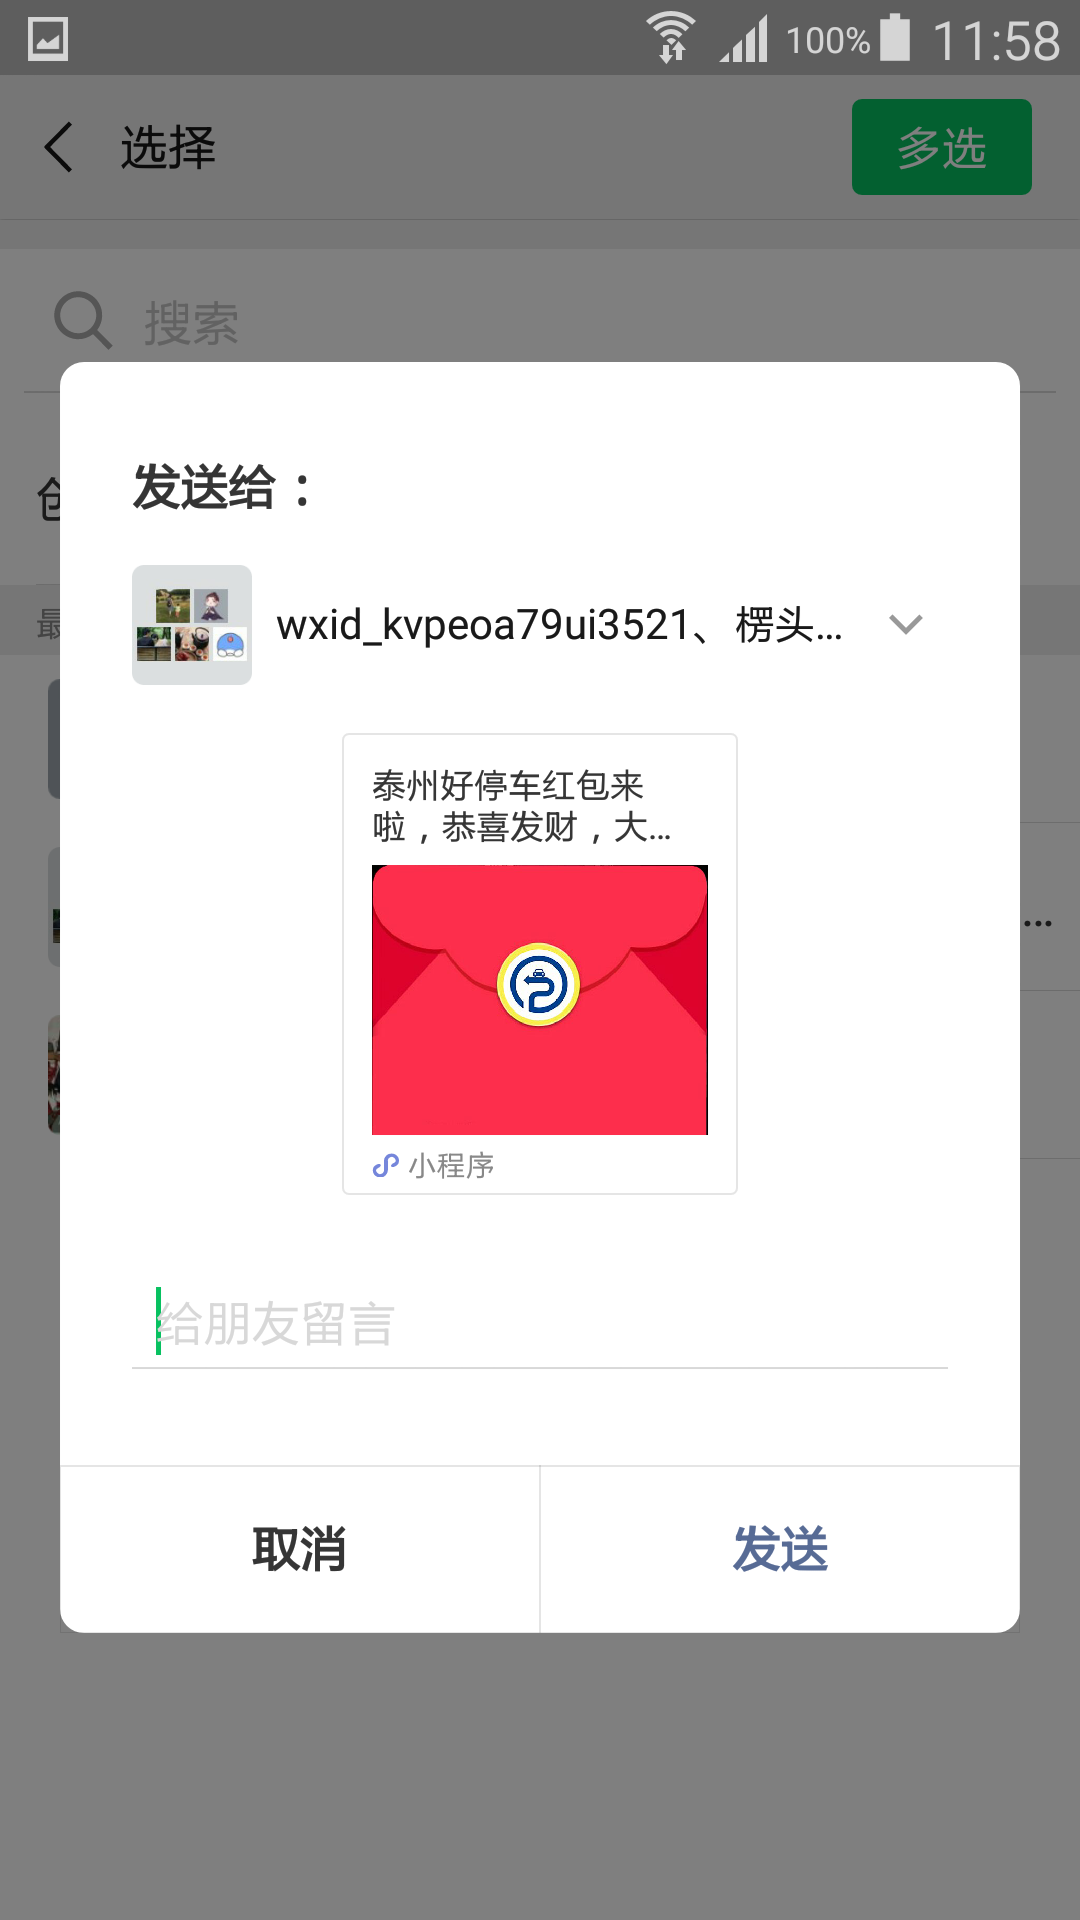 100% 11:58
选择
多选
搜索
发送给：
wxid_kvpeoa79ui3521、楞头...
泰州好停车红包来
啦，恭喜发财，大...
小程序
给朋友留言
取消
发送